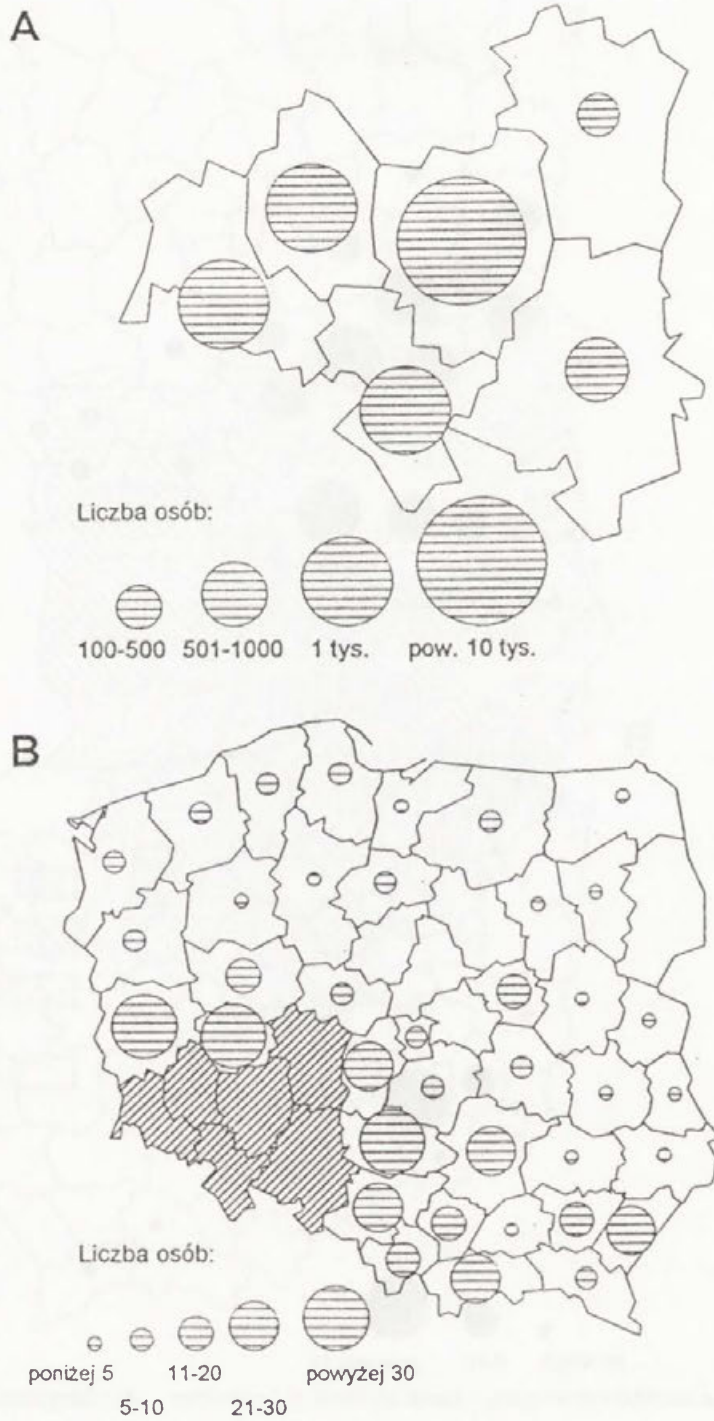 A
Liczba osób:
100-500 501-1000 1 tys. pow. 10 tys.
B
Liczba osób:
poniżej 5 11-20 powyżej 30
5-10 21-30